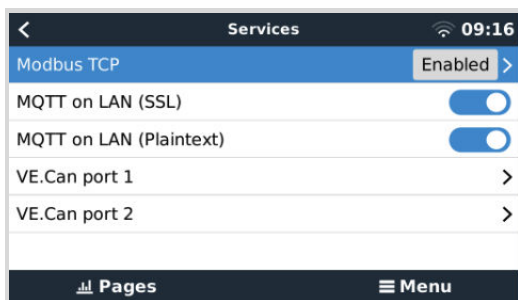 Services 09:16
Modbus TCP Enabled
MQTT on LAN (SSL)
MQTT on LAN (Plaintext)
VE.Can port 1
VE.Can port 2
Pages Menu